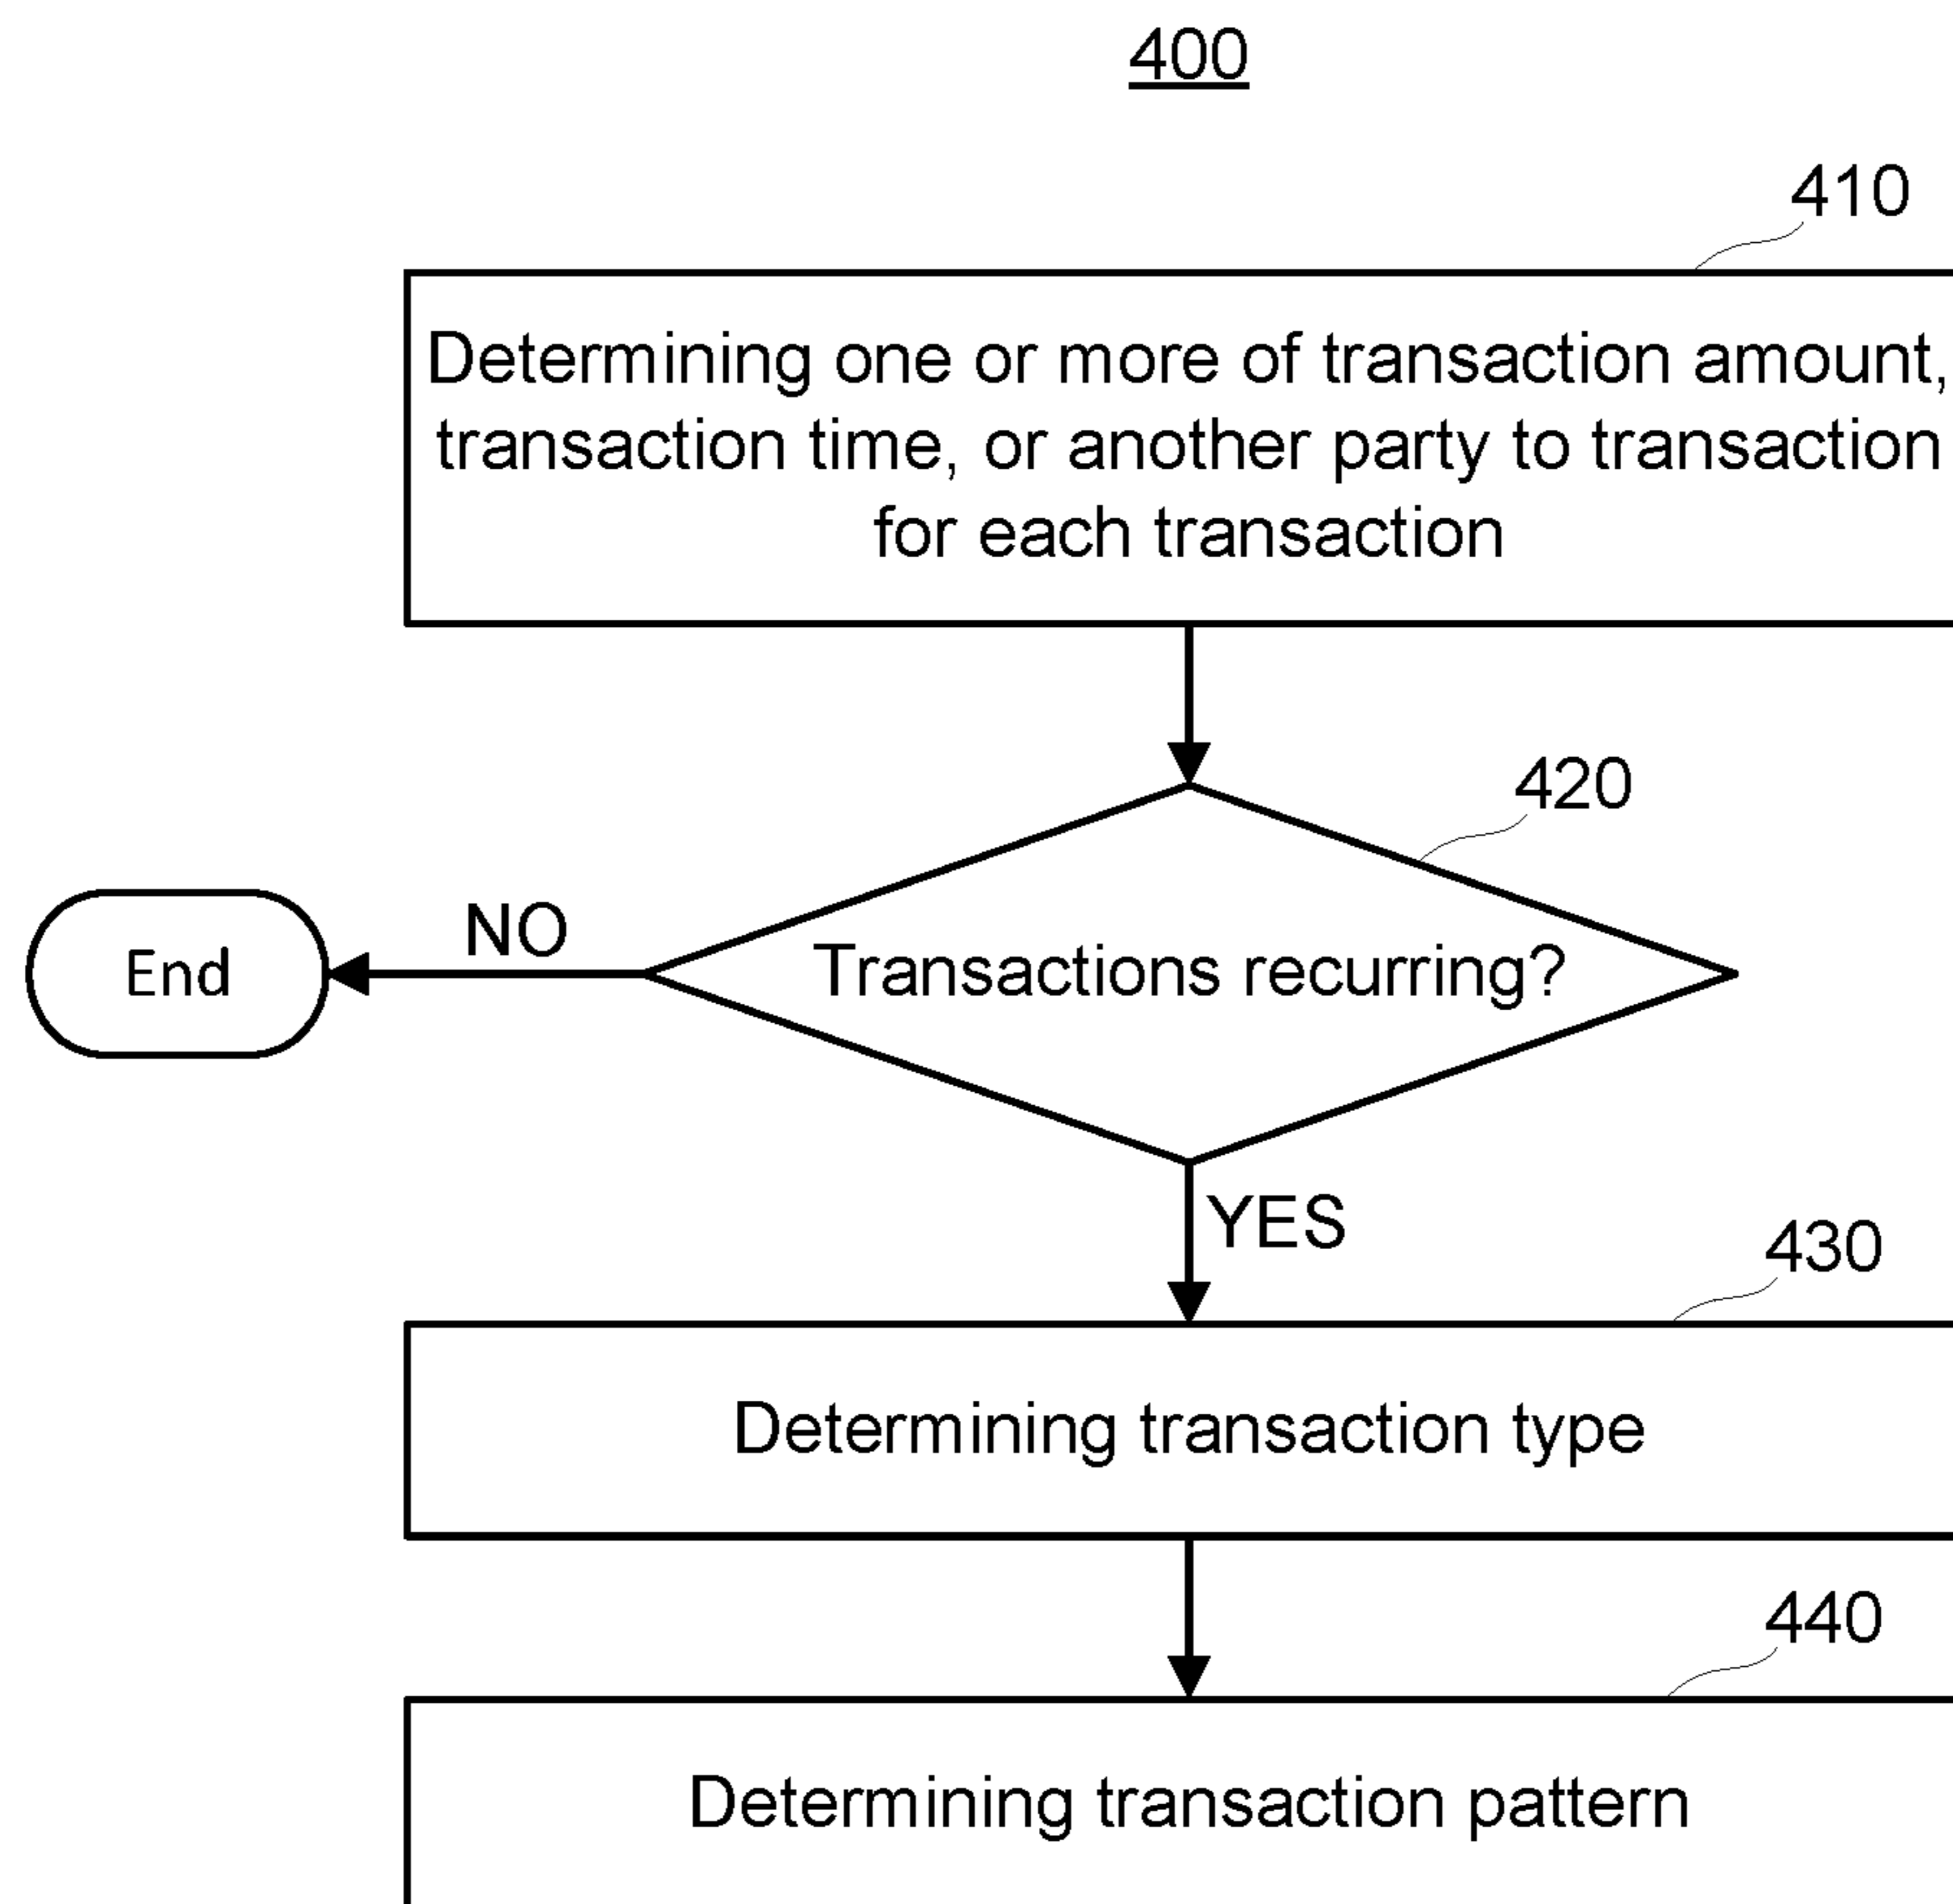 400
410
Determining one or more of transaction amount,
transaction time, or another party to transaction
for each transaction
420
Transactions recurring?
NO
End
YES
430
Determining transaction type
440
Determining transaction pattern